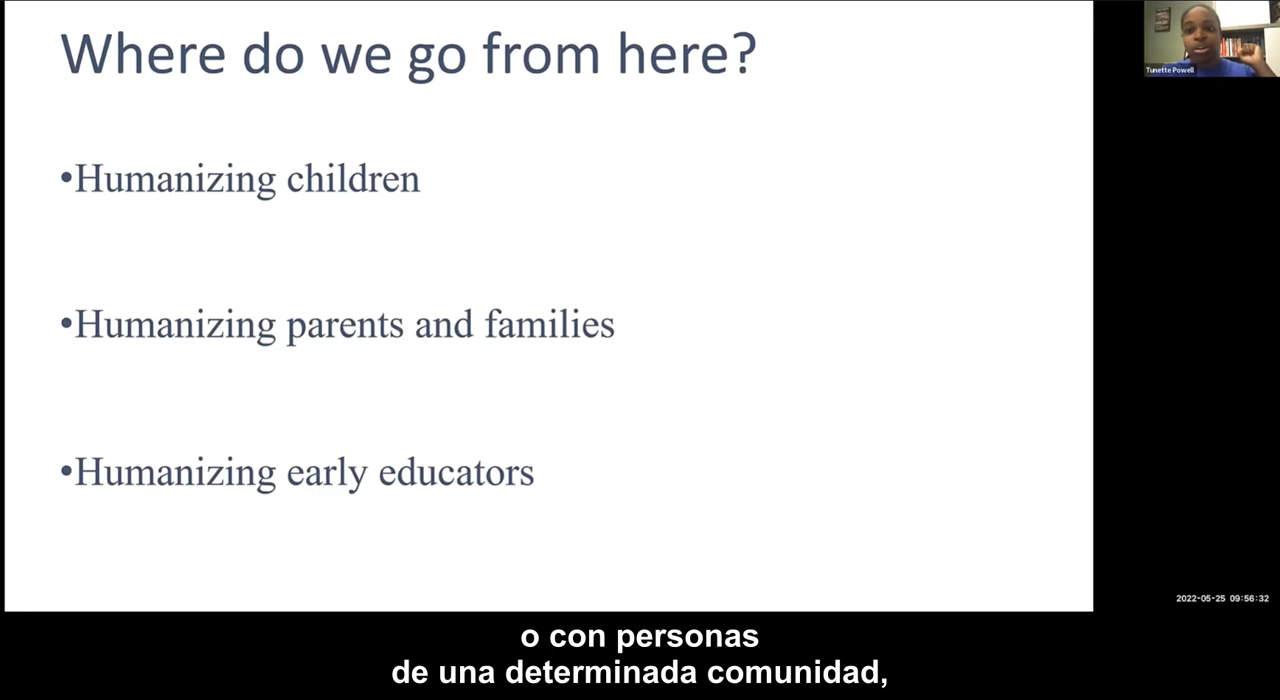 Where do we go from here?
•Humanizing children
•Humanizing parents and families
•Humanizing early educators
Tunette Powell
2022-05-25 09:56:32
o con personas
de una determinada comunidad,